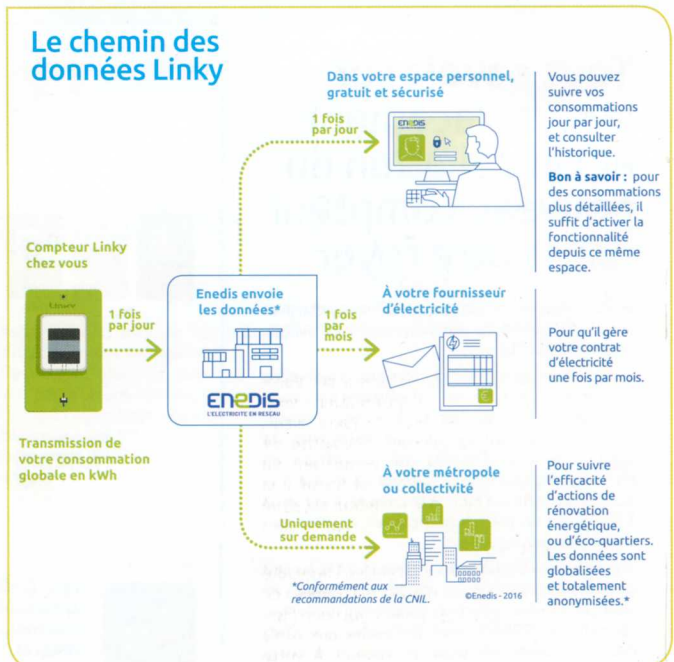 Le chemin des
données Linky
Dans votre espace personnel,
gratuit et sécurisé
1 fois
par jour
ENEDIS
Vous pouvez
suivre vos
consommations
jour par jour,
et consulter
l'historique.
Bon à savoir : pour
des consommations
plus détaillées, il
suffit d'activer la
fonctionnalité
depuis ce même
espace.
Compteur Linky
chez vous
Linky
1 fois
par jour
Enedis envoie
les données*
ENEDIS
L'ELECTRICITE EN RESEAU
1 fois
par
mois
À votre fournisseur
d'électricité
Pour qu'il gère
votre contrat
d'électricité
une fois par mois.
Transmission de
votre consommation
globale en kWh
À votre métropole
ou collectivité
Uniquement
sur demande
Pour suivre
l'efficacité
d'actions de
rénovation
énergétique,
ou d'éco-quartiers.
Les données sont
globalisées
et totalement
anonymisées.*
*Conformément aux
recommandations de la CNIL.
©Enedis - 2016